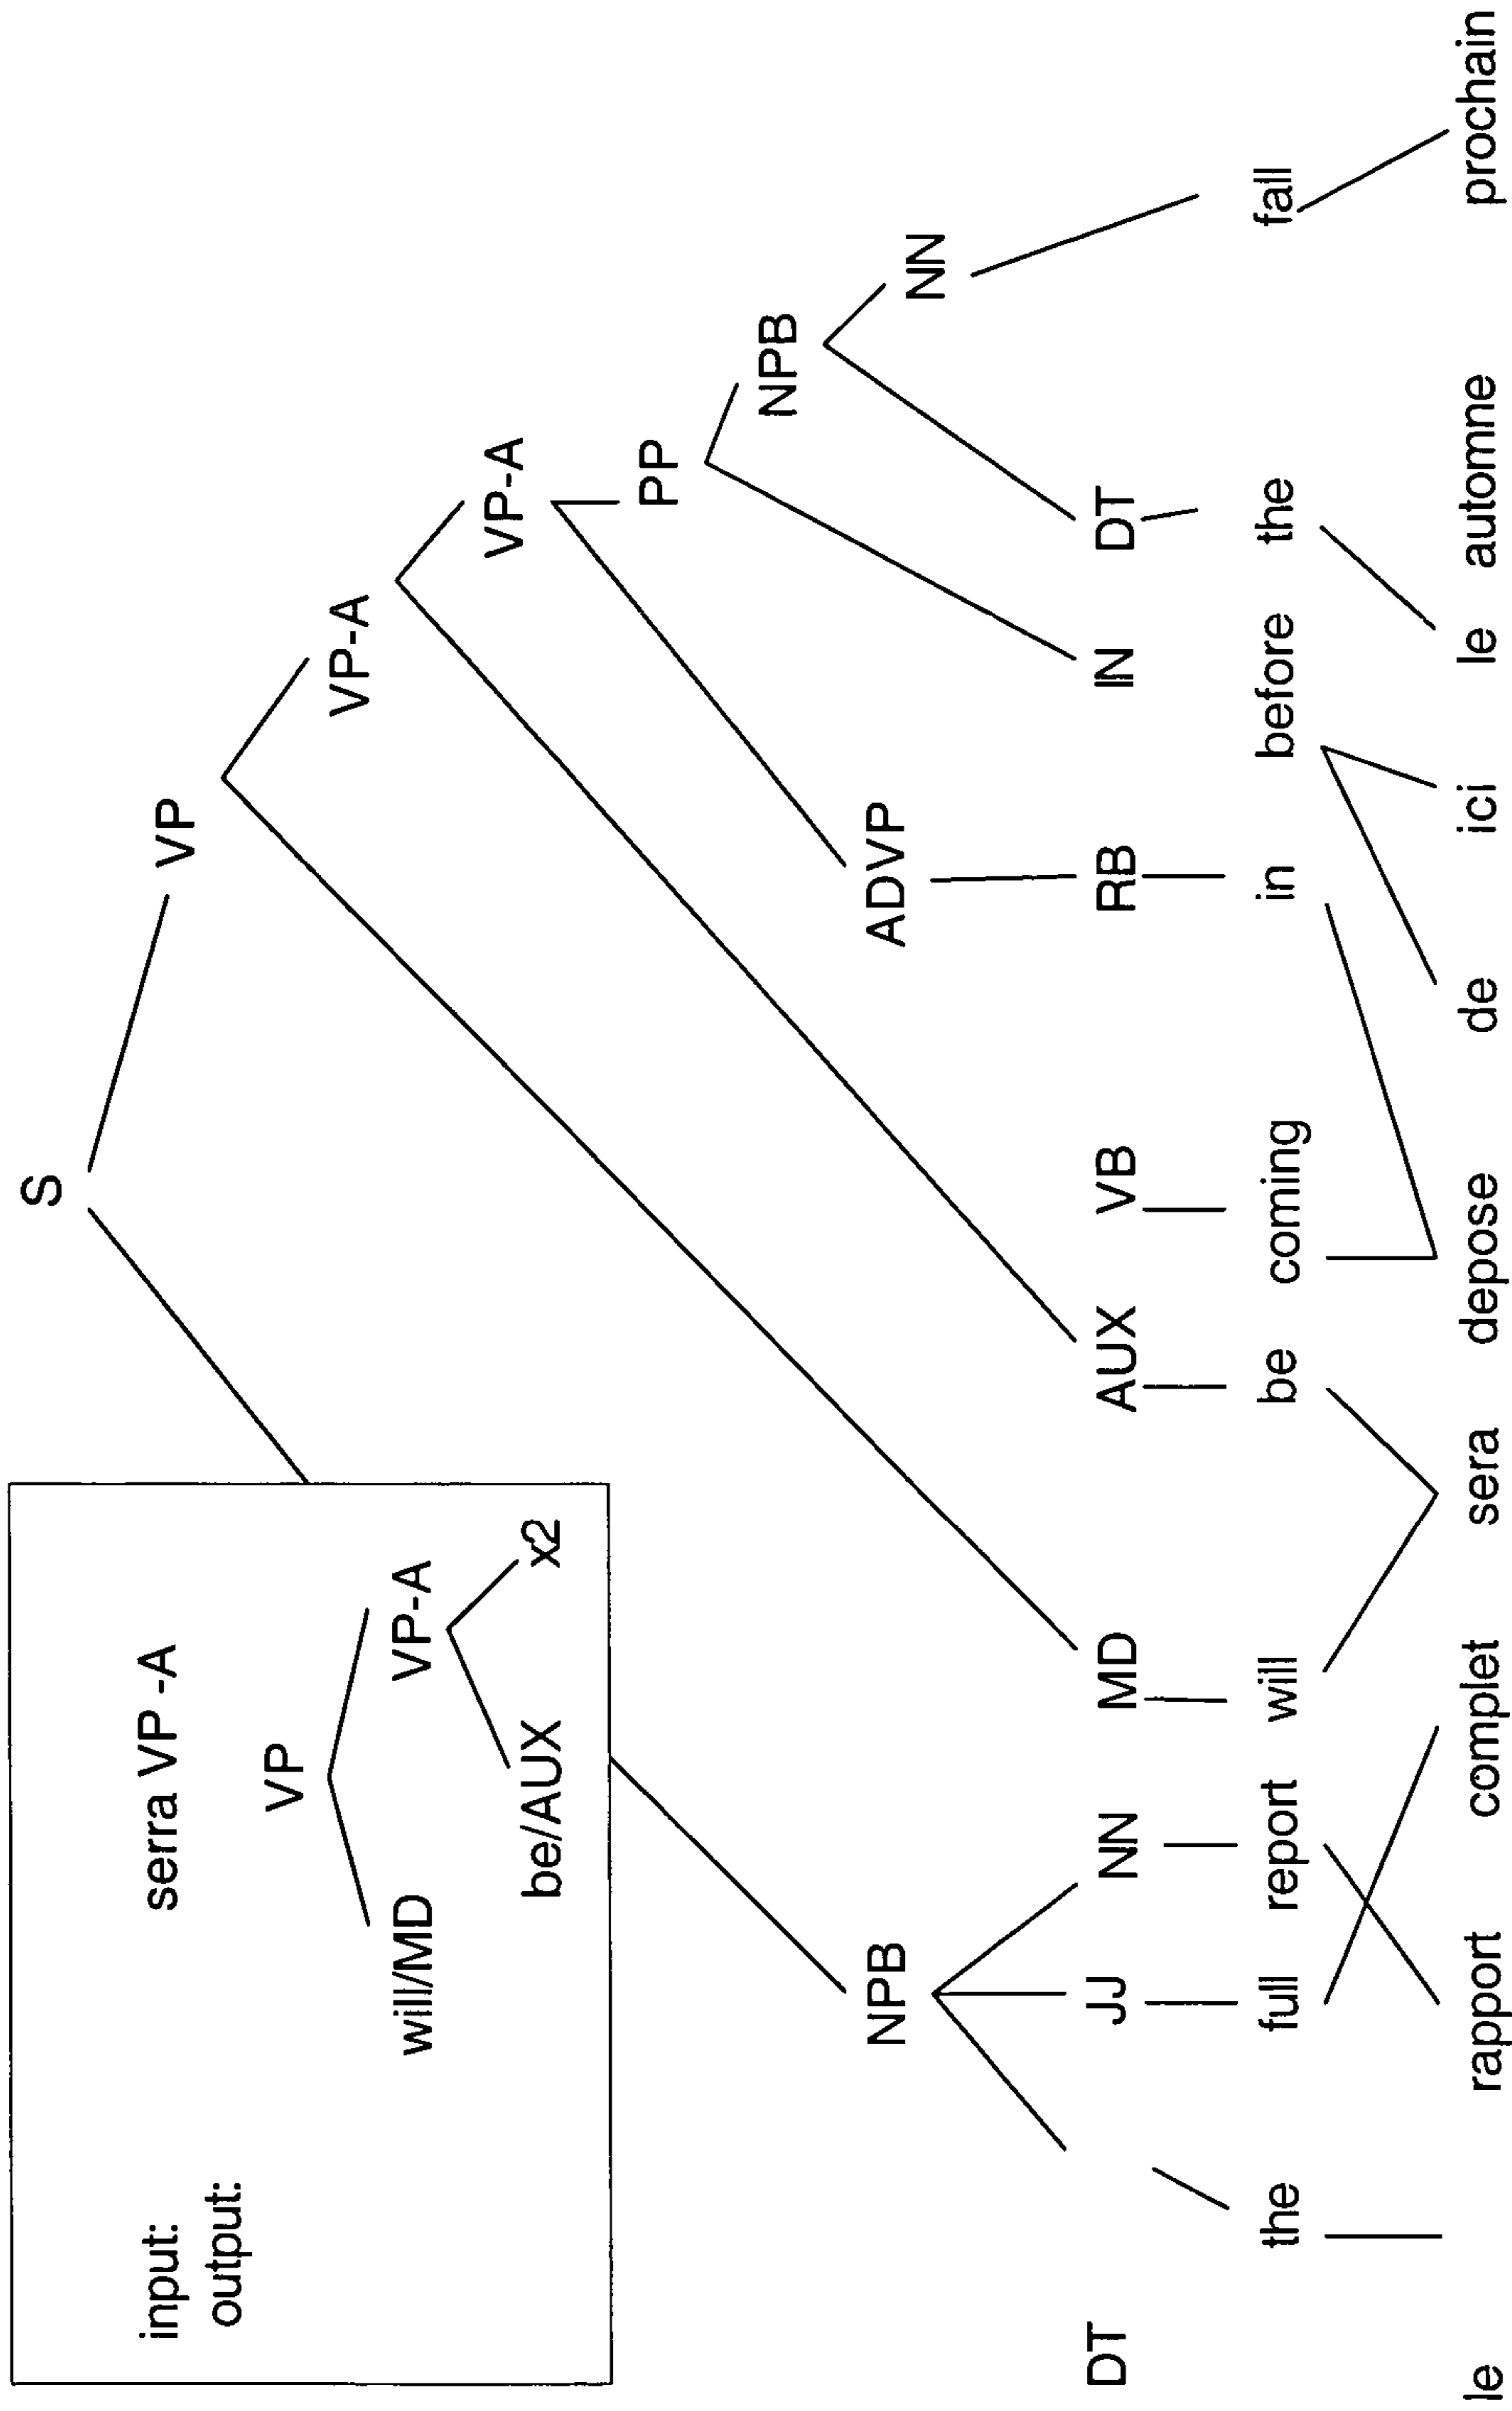 S
VP
input: serra VP -A
output:
VP
VP-A
will/MD VP-A
VP-A
be/AUX x2
PP
NPB
NPB ADVP NN
DT JJ NN MD AUX VB RB IN DT
the full report will be coming in before the fall
le rapport complet sera depose de ici le automne prochain